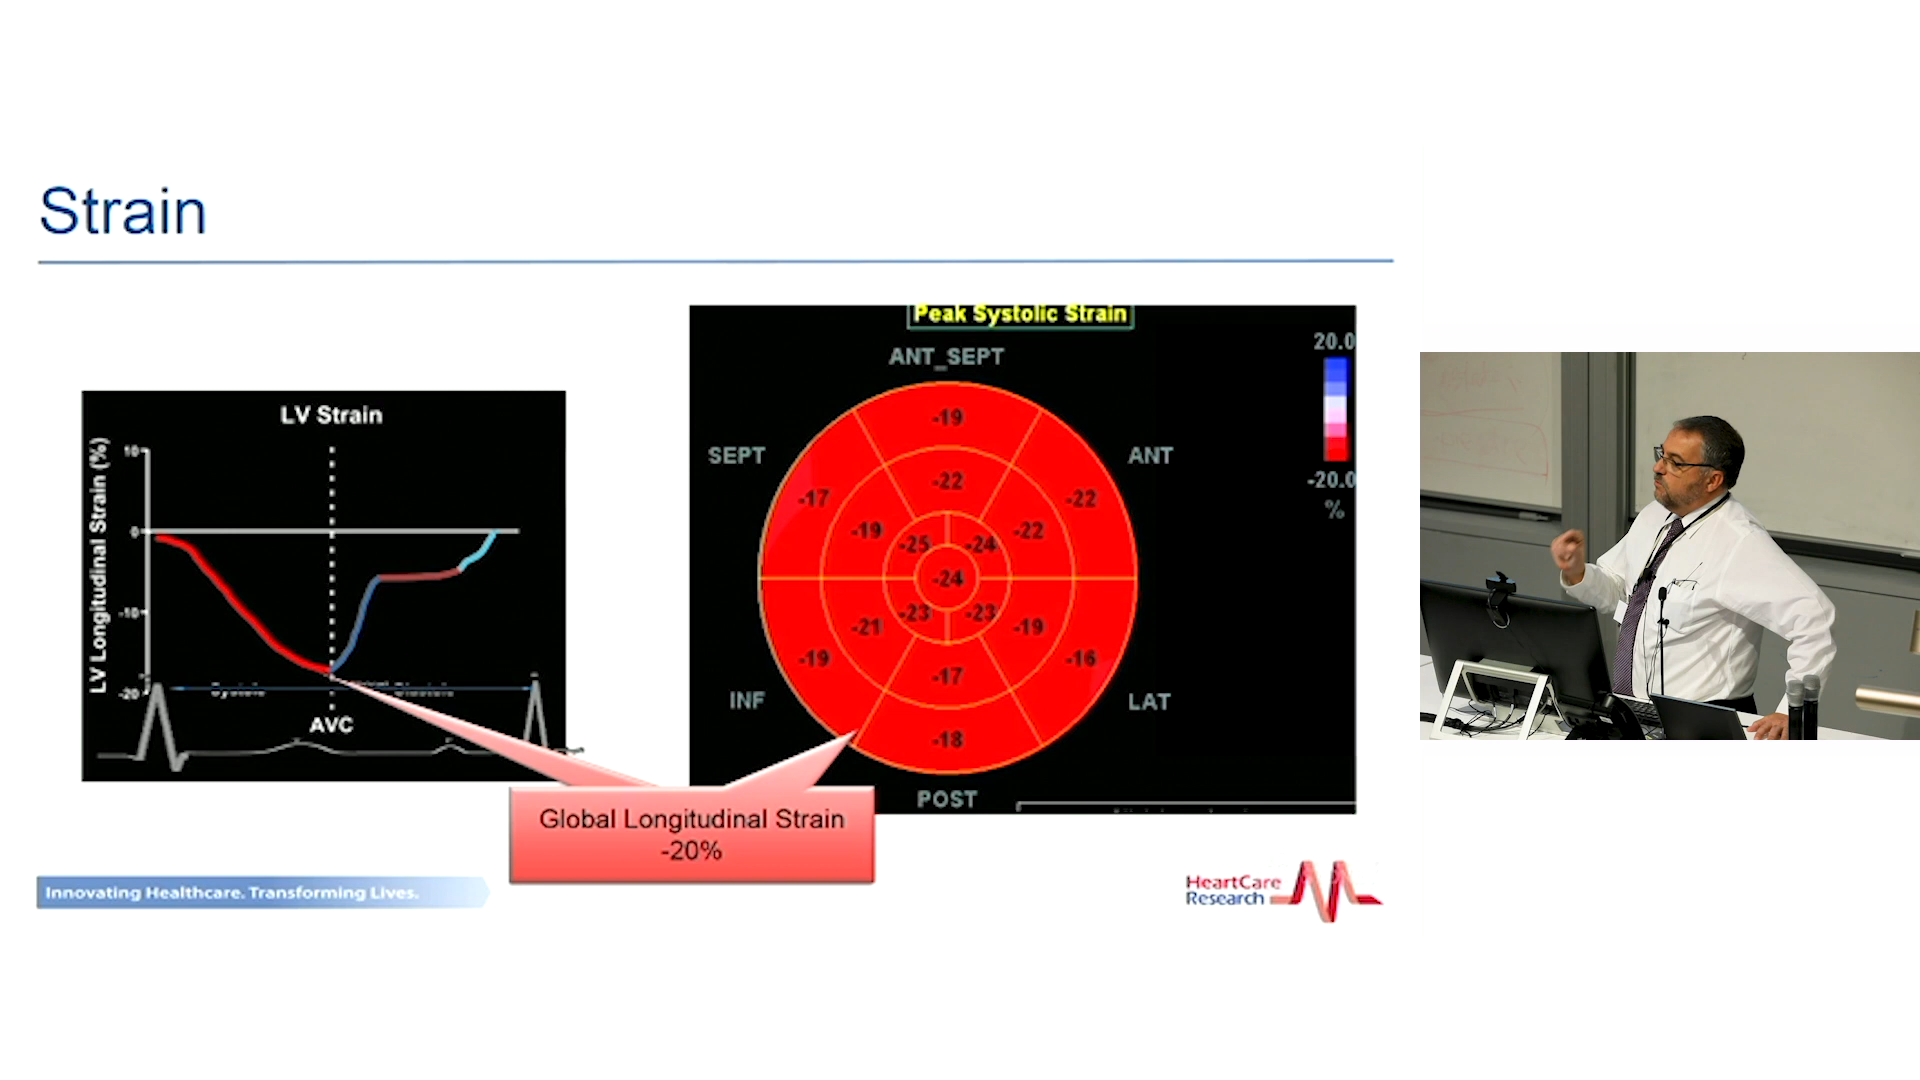 Strain
LV Strain
LV Longitudinal Strain (%)
10
0
-10
-20
AVC
Peak Systolic Strain
ANT_SEPT
SEPT
ANT
INF
LAT
POST
-19
-22
-17
-22
-19
-22
-25
-24
-24
-23
-23
-21
-19
-19
-16
-17
-18
20.0
-20.0
%
Global Longitudinal Strain
-20%
Innovating Healthcare. Transforming Lives.
HeartCare
Research